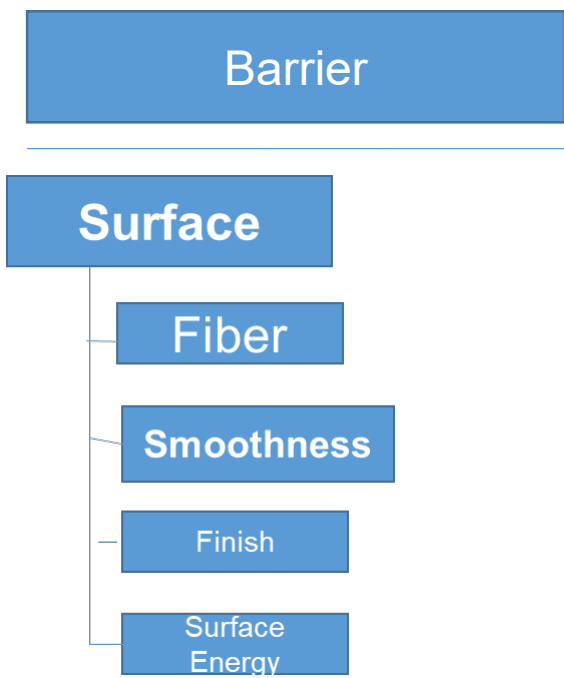 Barrier
Surface
Fiber
Smoothness
Finish
Surface
Energy